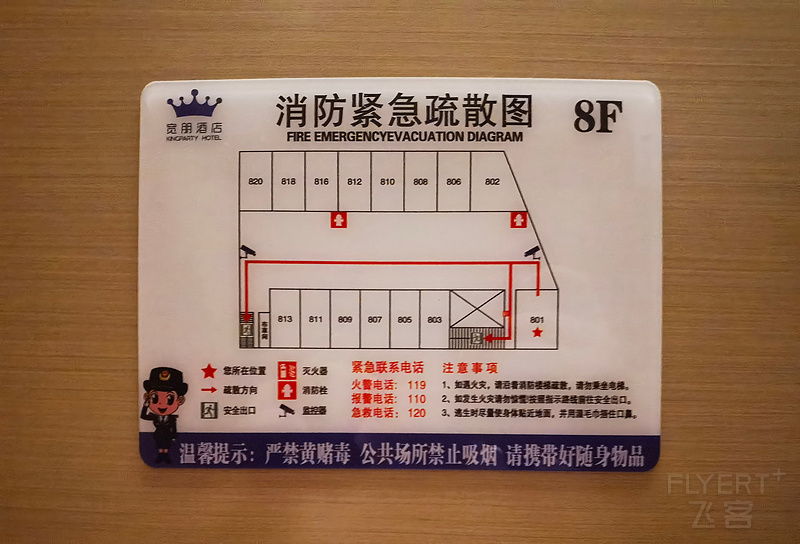 宽朋酒店
KINGPARTY HOTEL
消防紧急疏散图
FIRE EMERGENCYEVACUATION DIAGRAM
8F
820 818 816 812 810 808 806 802
813 811 809 807 805 803 801
布草间
您所在位置
灭火器
疏散方向
消防栓
安全出口
监控器
紧急联系电话
火警电话：119
报警电话：110
急救电话：120
注意事项
1、如遇火灾，请沿着消防楼梯疏散，请勿乘坐电梯。
2、如发生火灾请勿惊慌!按照指示路线前往安全出口。
3、逃生时尽量使身体贴近地面，并用湿毛巾捂住口鼻。
温馨提示：严禁黄赌毒 公共场所禁止吸烟 请携带好随身物品
FLYERT+
飞客